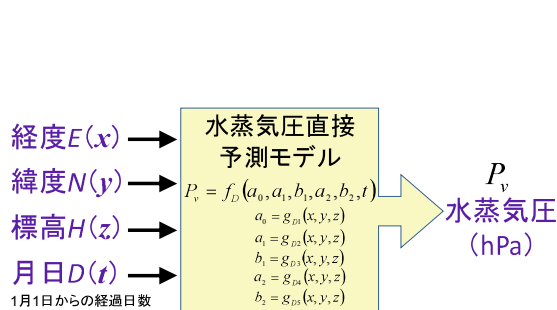 経度E(x)
緯度N(y)
標高H(z)
月日D(t)
1月1日からの経過日数
水蒸気圧直接
予測モデル
P_v = f_D(a_0, a_1, b_1, a_2, b_2, t)
a_0 = g_D1(x, y, z)
a_1 = g_D2(x, y, z)
b_1 = g_D3(x, y, z)
a_2 = g_D4(x, y, z)
b_2 = g_D5(x, y, z)
P_v
水蒸気圧
(hPa)